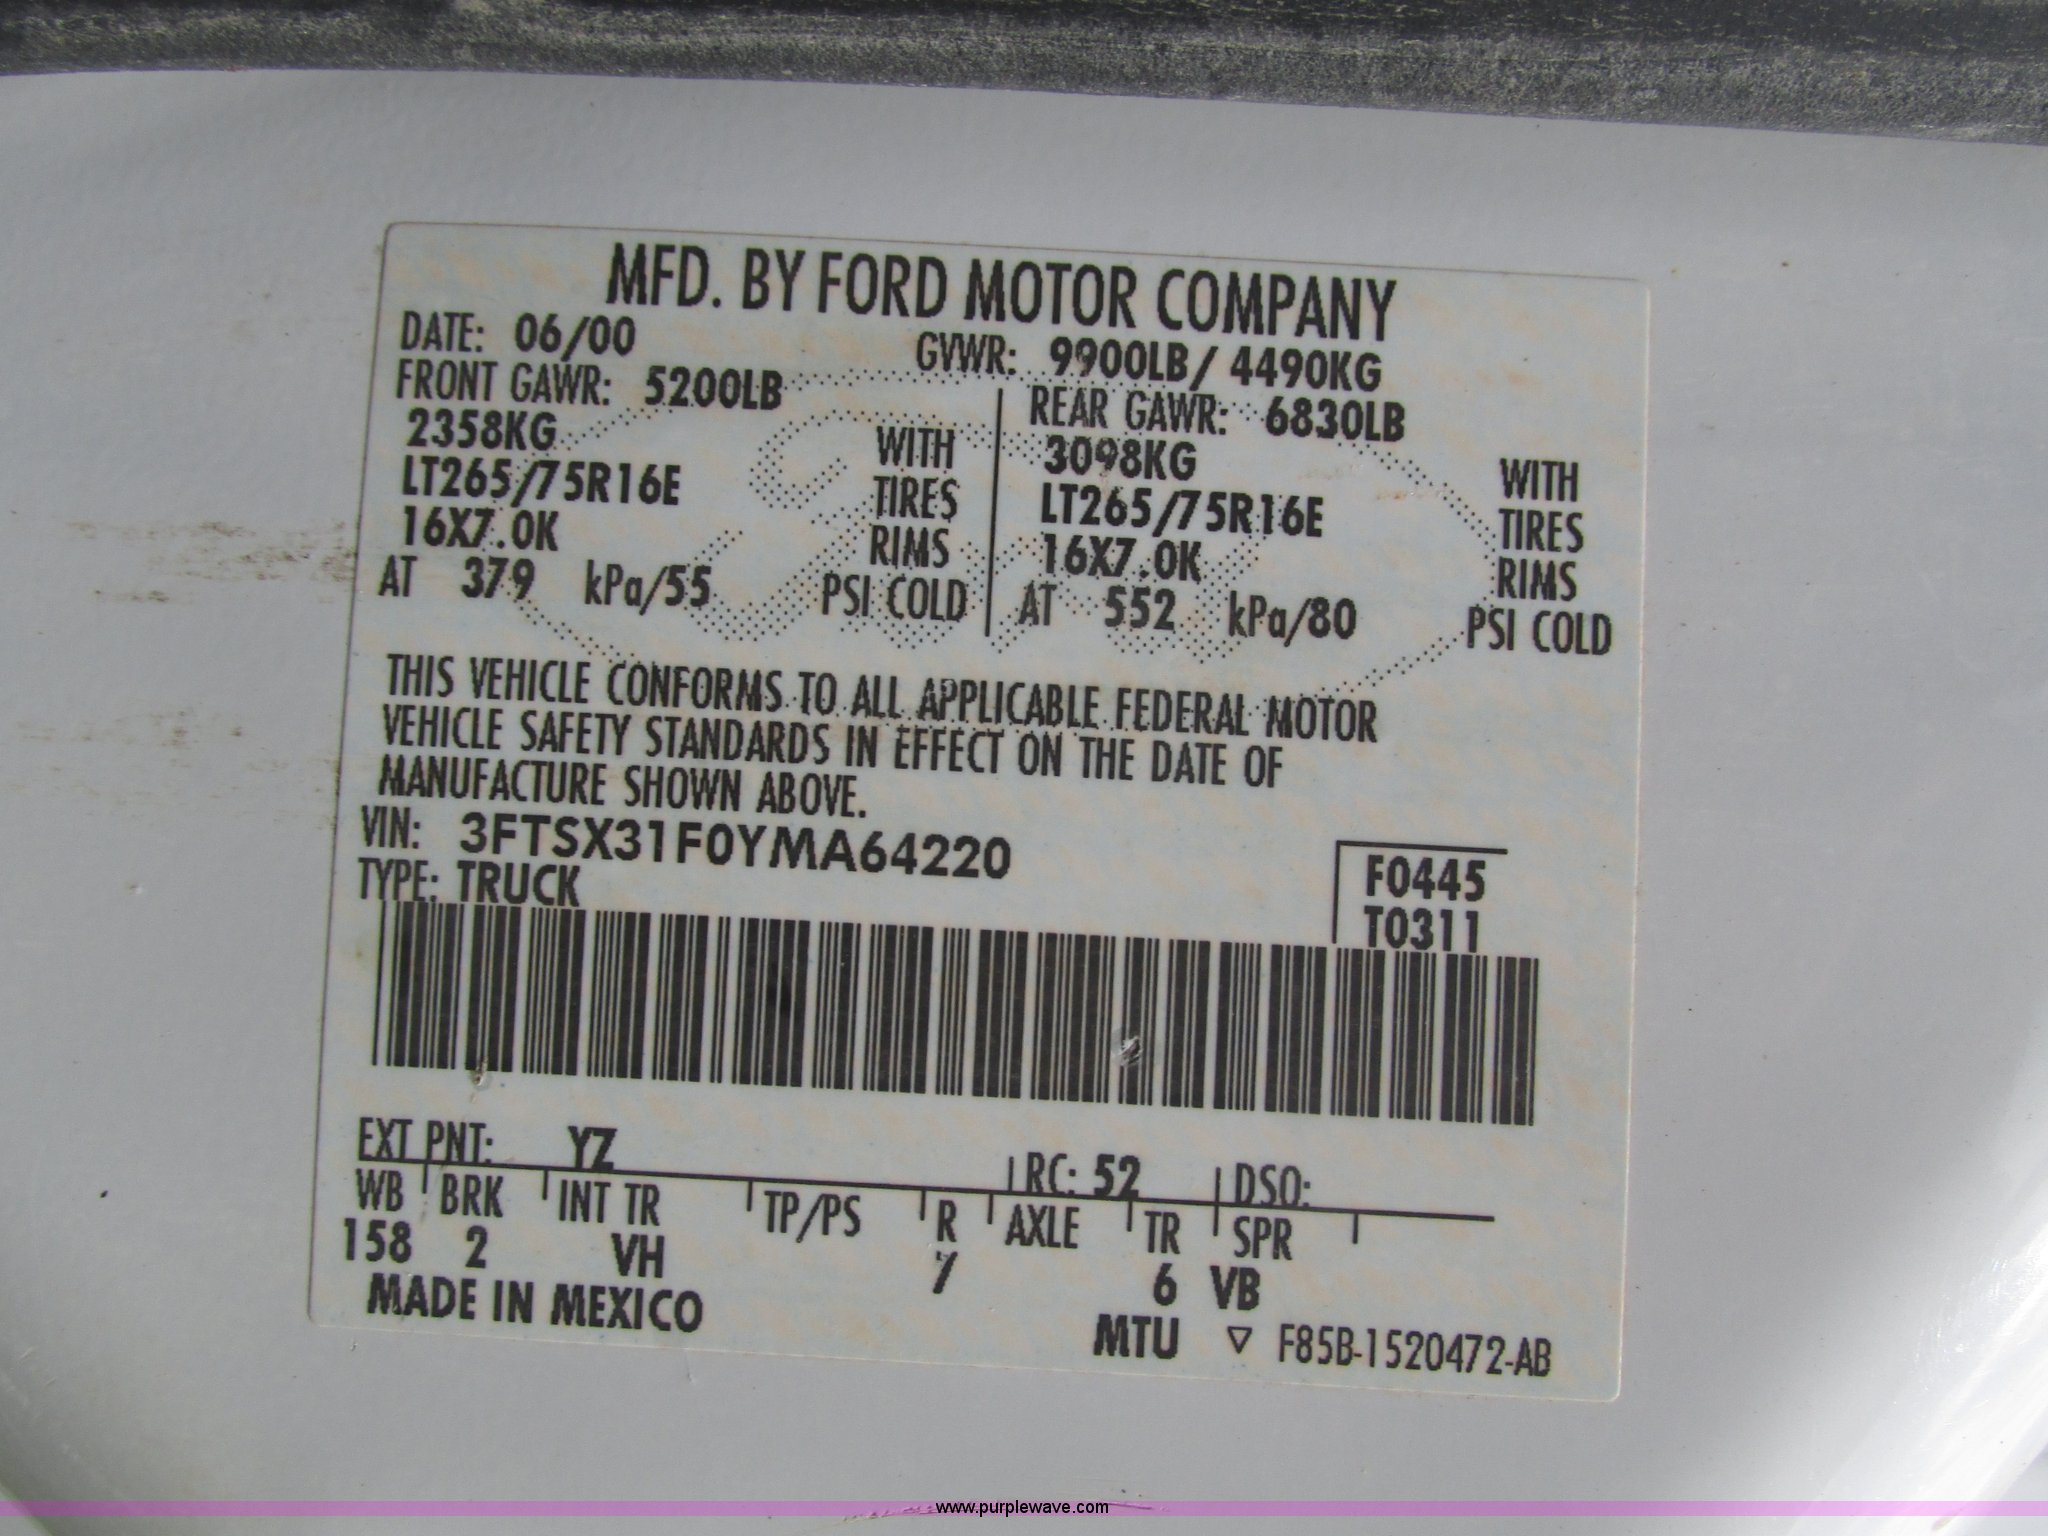 MFD. BY FORD MOTOR COMPANY
DATE: 06/00 GVWR: 9900LB/ 4490KG
FRONT GAWR: 5200LB REAR GAWR: 6830LB
2358KG WITH 3098KG WITH
LT265/75R16E TIRES LT265/75R16E TIRES
16X7.0K RIMS 16X7.0K RIMS
AT 379 kPa/55 PSI COLD AT 552 kPa/80 PSI COLD
THIS VEHICLE CONFORMS TO ALL APPLICABLE FEDERAL MOTOR
VEHICLE SAFETY STANDARDS IN EFFECT ON THE DATE OF
MANUFACTURE SHOWN ABOVE.
VIN: 3FTSX31F0YMA64220
TYPE: TRUCK
F0445
T0311
EXT PNT: YZ RC: 52 DSO:
WB BRK INT TR TP/PS R AXLE TR SPR
158 2 VH 7 6 VB
MADE IN MEXICO
MTU ▽ F85B-1520472-AB
www.purplewave.com